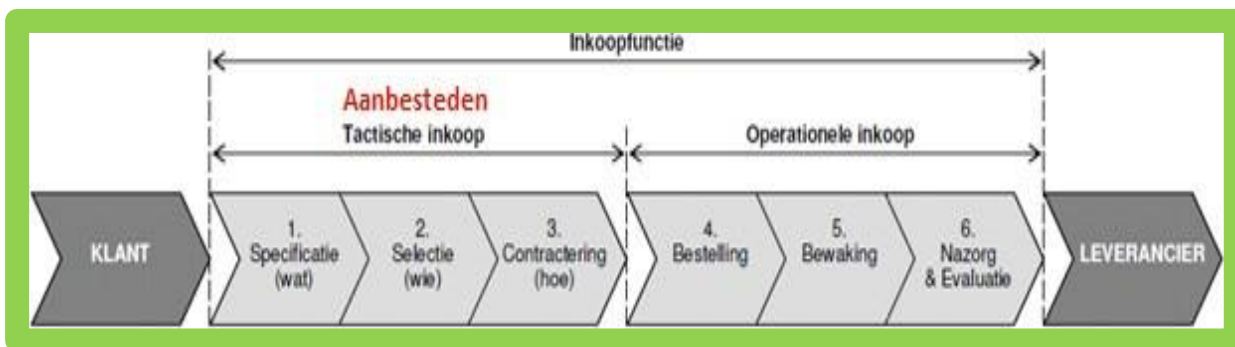 Inkoopfunctie
Aanbesteden
Tactische inkoop
Operationele inkoop
KLANT
1.
Specificatie
(wat)
2.
Selectie
(wie)
3.
Contractering
(hoe)
4.
Bestelling
5.
Bewaking
6.
Nazorg
& Evaluatie
LEVERANCIER